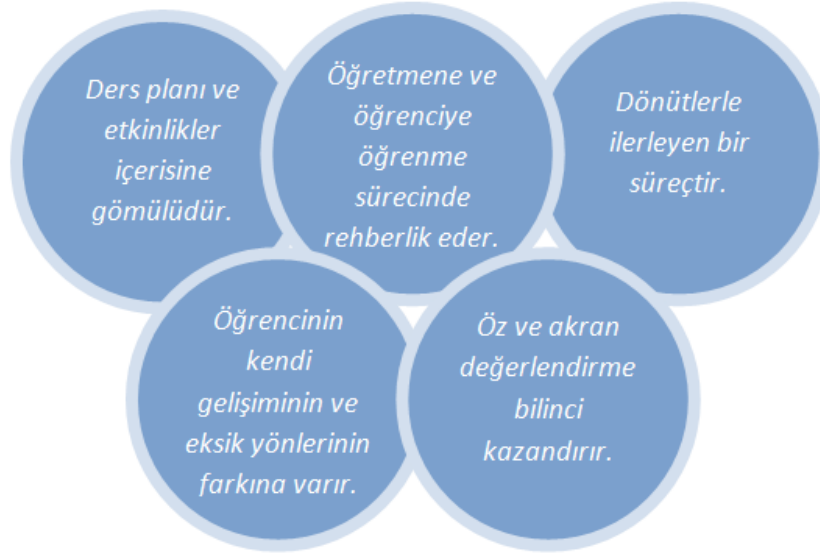 Ders planı ve
etkinlikler
içerisine
gömülüdür.
Öğretmene ve
öğrenciye
öğrenme
sürecinde
rehberlik eder.
Dönütlerle
ilerleyen bir
süreçtir.
Öğrencinin
kendi
gelişiminin ve
eksik yönlerinin
farkına varır.
Öz ve akran
değerlendirme
bilinci
kazandırır.